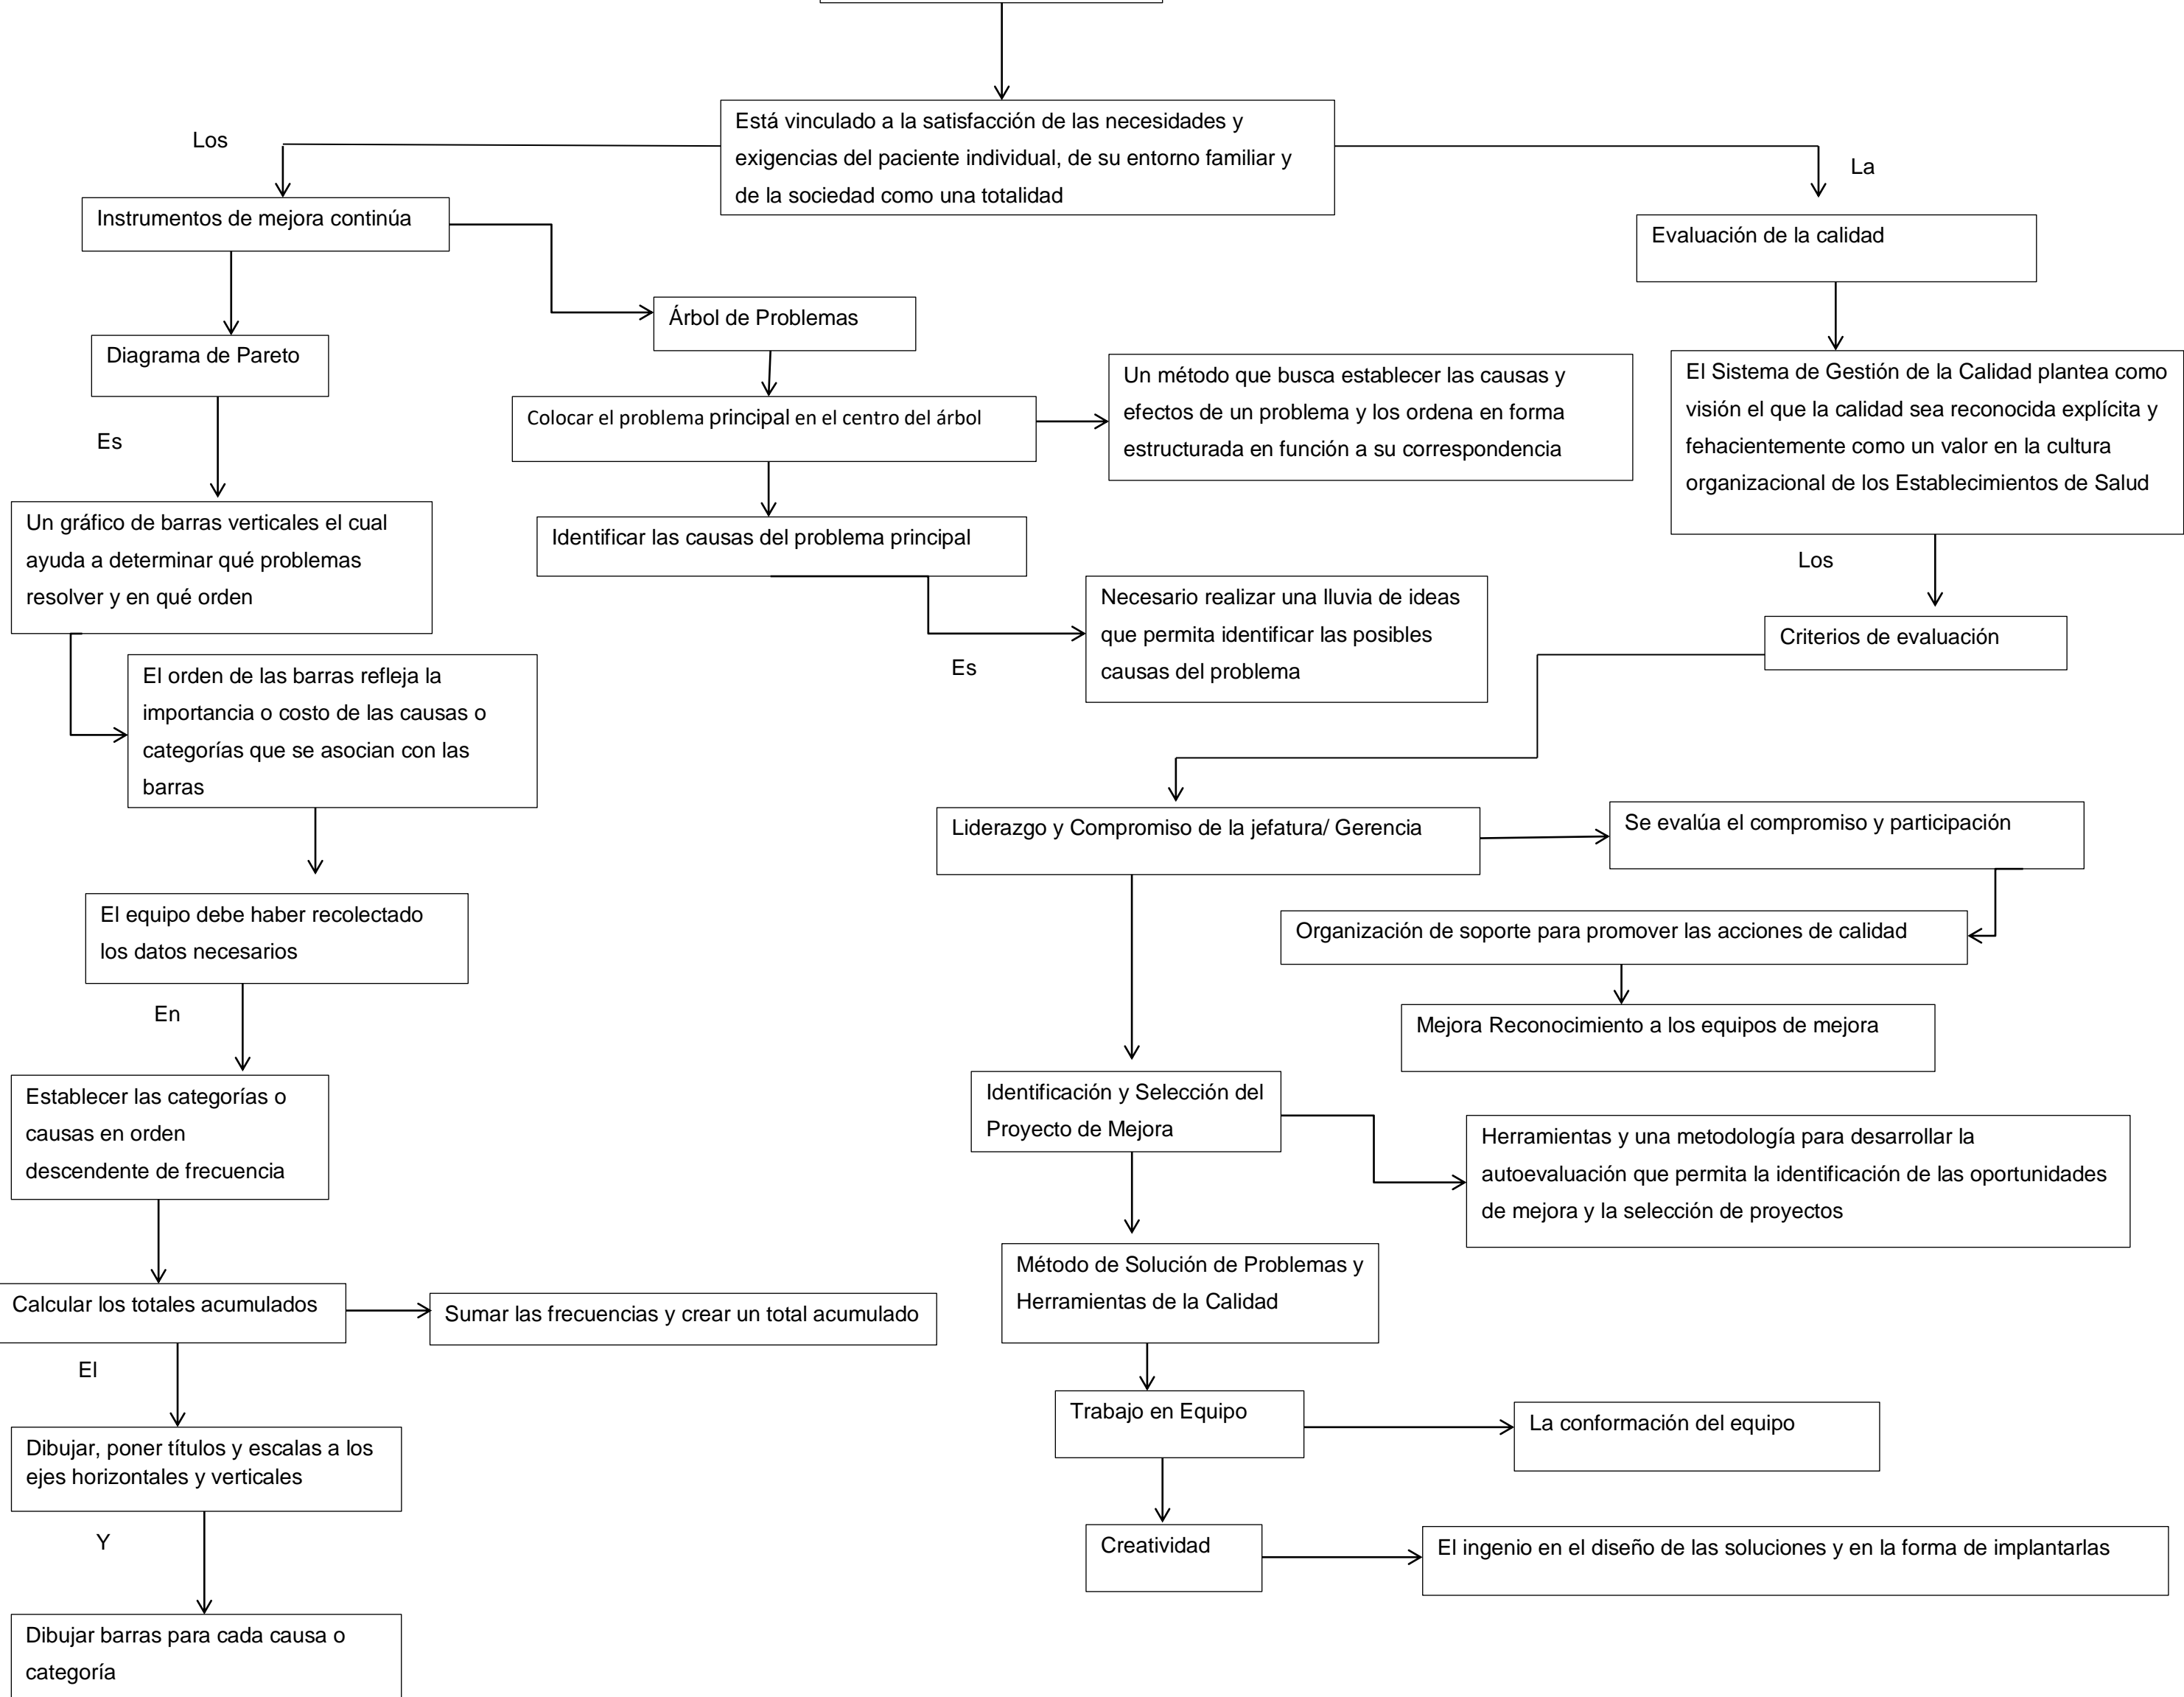 Está vinculado a la satisfacción de las necesidades y
exigencias del paciente individual, de su entorno familiar y
de la sociedad como una totalidad
Los
La
Instrumentos de mejora continúa
Evaluación de la calidad
Árbol de Problemas
Diagrama de Pareto
Un método que busca establecer las causas y
efectos de un problema y los ordena en forma
estructurada en función a su correspondencia
El Sistema de Gestión de la Calidad plantea como
visión el que la calidad sea reconocida explícita y
fehacientemente como un valor en la cultura
organizacional de los Establecimientos de Salud
Colocar el problema principal en el centro del árbol
Es
Un gráfico de barras verticales el cual
ayuda a determinar qué problemas
resolver y en qué orden
Identificar las causas del problema principal
Los
Necesario realizar una lluvia de ideas
que permita identificar las posibles
causas del problema
Criterios de evaluación
Es
El orden de las barras refleja la
importancia o costo de las causas o
categorías que se asocian con las
barras
Liderazgo y Compromiso de la jefatura/ Gerencia
Se evalúa el compromiso y participación
El equipo debe haber recolectado
los datos necesarios
Organización de soporte para promover las acciones de calidad
En
Mejora Reconocimiento a los equipos de mejora
Establecer las categorías o
causas en orden
descendente de frecuencia
Identificación y Selección del
Proyecto de Mejora
Herramientas y una metodología para desarrollar la
autoevaluación que permita la identificación de las oportunidades
de mejora y la selección de proyectos
Método de Solución de Problemas y
Herramientas de la Calidad
Calcular los totales acumulados
Sumar las frecuencias y crear un total acumulado
El
Trabajo en Equipo
La conformación del equipo
Dibujar, poner títulos y escalas a los
ejes horizontales y verticales
Y
Creatividad
El ingenio en el diseño de las soluciones y en la forma de implantarlas
Dibujar barras para cada causa o
categoría